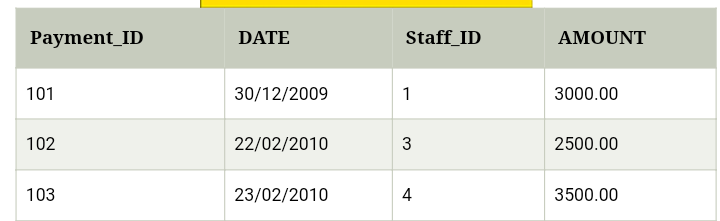 Payment_ID DATE Staff_ID AMOUNT
101 30/12/2009 1 3000.00
102 22/02/2010 3 2500.00
103 23/02/2010 4 3500.00